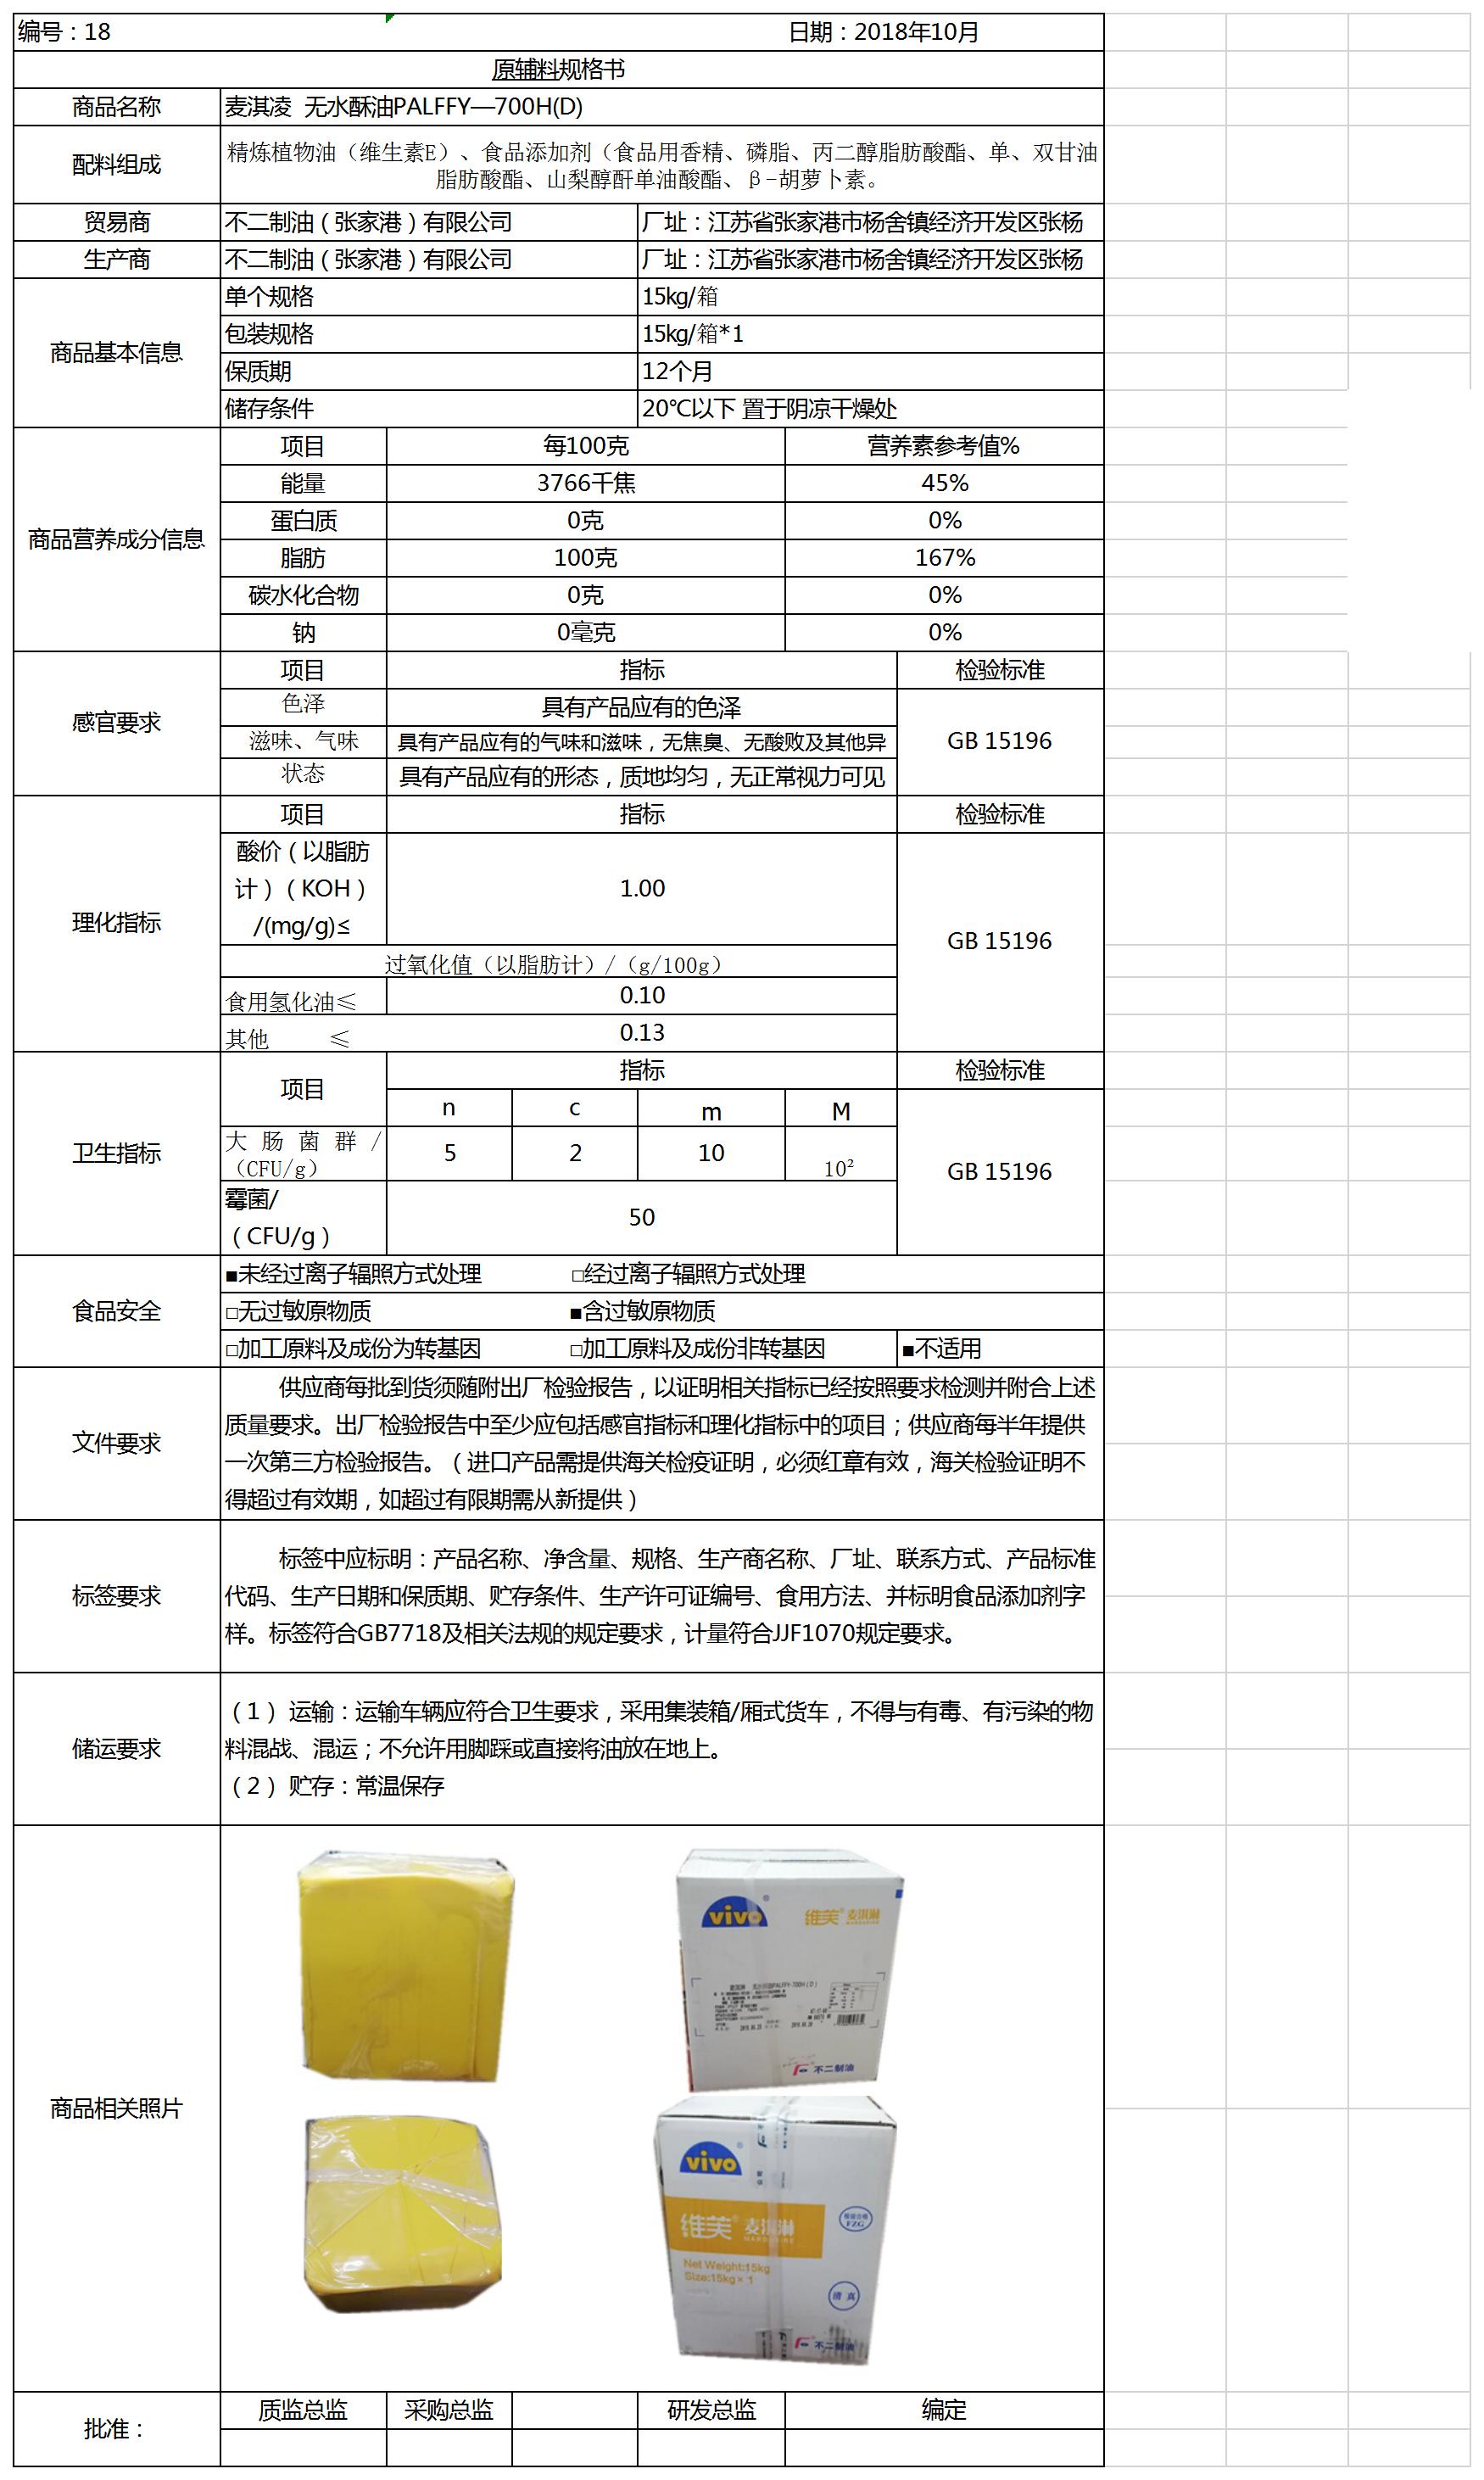 编号：18 日期：2018年10月
原辅料规格书
商品名称 麦淇凌 无水酥油PALFFY—700H(D)
配料组成 精炼植物油（维生素E）、食品添加剂（食品用香精、磷脂、丙二醇脂肪酸酯、单、双甘油
脂肪酸酯、山梨醇酐单油酸酯、β-胡萝卜素。
贸易商 不二制油（张家港）有限公司 厂址：江苏省张家港市杨舍镇经济开发区张杨
生产商 不二制油（张家港）有限公司 厂址：江苏省张家港市杨舍镇经济开发区张杨
商品基本信息
单个规格 15kg/箱
包装规格 15kg/箱*1
保质期 12个月
储存条件 20℃以下 置于阴凉干燥处
商品营养成分信息
项目 每100克 营养素参考值%
能量 3766千焦 45%
蛋白质 0克 0%
脂肪 100克 167%
碳水化合物 0克 0%
钠 0毫克 0%
感官要求
项目 指标 检验标准
色泽 具有产品应有的色泽
滋味、气味 具有产品应有的气味和滋味，无焦臭、无酸败及其他异
GB 15196
状态 具有产品应有的形态，质地均匀，无正常视力可见
理化指标
项目 指标 检验标准
酸价（以脂肪
计）（KOH）
/(mg/g)≤
1.00
GB 15196
过氧化值（以脂肪计）/（g/100g）
食用氢化油≤ 0.10
其他 ≤ 0.13
卫生指标
项目 指标 检验标准
n c m M
大肠菌群/
（CFU/g）
5 2 10 10²
GB 15196
霉菌/
（CFU/g）
50
食品安全
■未经过离子辐照方式处理 □经过离子辐照方式处理
□无过敏原物质 ■含过敏原物质
□加工原料及成份为转基因 □加工原料及成份非转基因 ■不适用
文件要求
供应商每批到货须随附出厂检验报告，以证明相关指标已经按照要求检测并附合上述
质量要求。出厂检验报告中至少应包括感官指标和理化指标中的项目；供应商每半年提供
一次第三方检验报告。（进口产品需提供海关检疫证明，必须红章有效，海关检验证明不
得超过有效期，如超过有限期需从新提供）
标签要求
标签中应标明：产品名称、净含量、规格、生产商名称、厂址、联系方式、产品标准
代码、生产日期和保质期、贮存条件、生产许可证编号、食用方法、并标明食品添加剂字
样。标签符合GB7718及相关法规的规定要求，计量符合JJF1070规定要求。
储运要求
（1）运输：运输车辆应符合卫生要求，采用集装箱/厢式货车，不得与有毒、有污染的物
料混战、混运；不允许用脚踩或直接将油放在地上。
（2）贮存：常温保存
商品相关照片
vivo
维芙® 麦淇淋
MARGARINE
不二制油
vivo
维芙® 麦淇淋
MARGARINE
FZG
Net Weight:15kg
Size:15kg×1
清真
不二制油
批准：
质监总监 采购总监 研发总监 编定